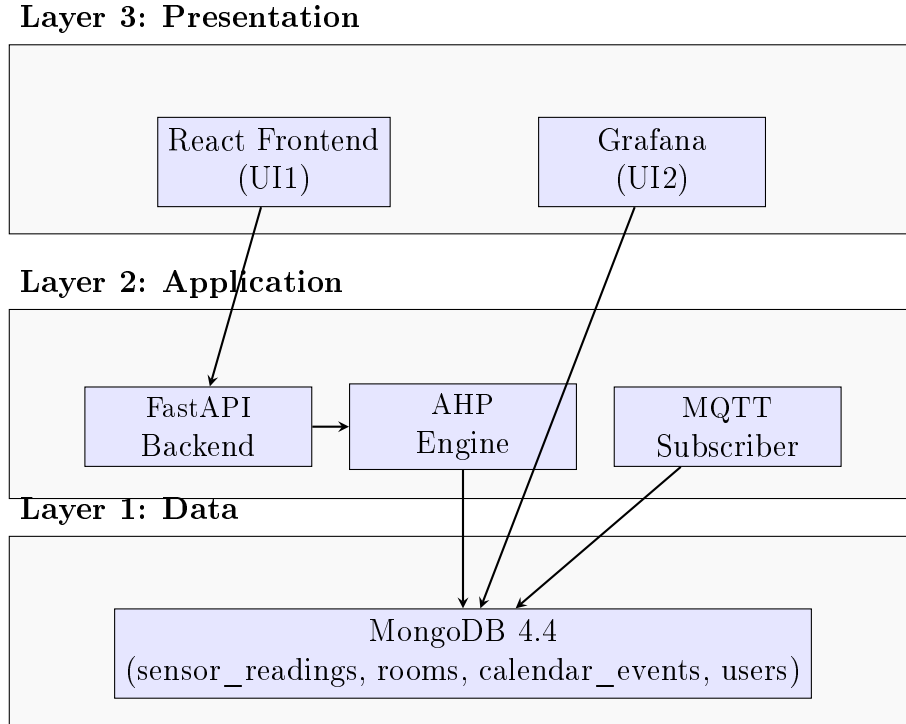 Layer 3: Presentation
React Frontend
(UI1)
Grafana
(UI2)
Layer 2: Application
FastAPI
Backend
AHP
Engine
MQTT
Subscriber
Layer 1: Data
MongoDB 4.4
(sensor_readings, rooms, calendar_events, users)